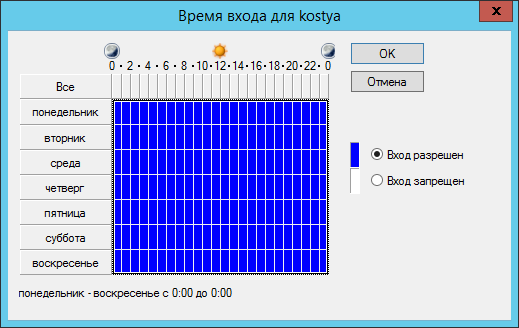 Время входа для kostya
x
0 · 2 · 4 · 6 · 8 · 10 · 12 · 14 · 16 · 18 · 20 · 22 · 0
OK
Отмена
Все
понедельник
вторник
среда
четверг
пятница
суббота
воскресенье
Вход разрешен
Вход запрещен
понедельник - воскресенье с 0:00 до 0:00